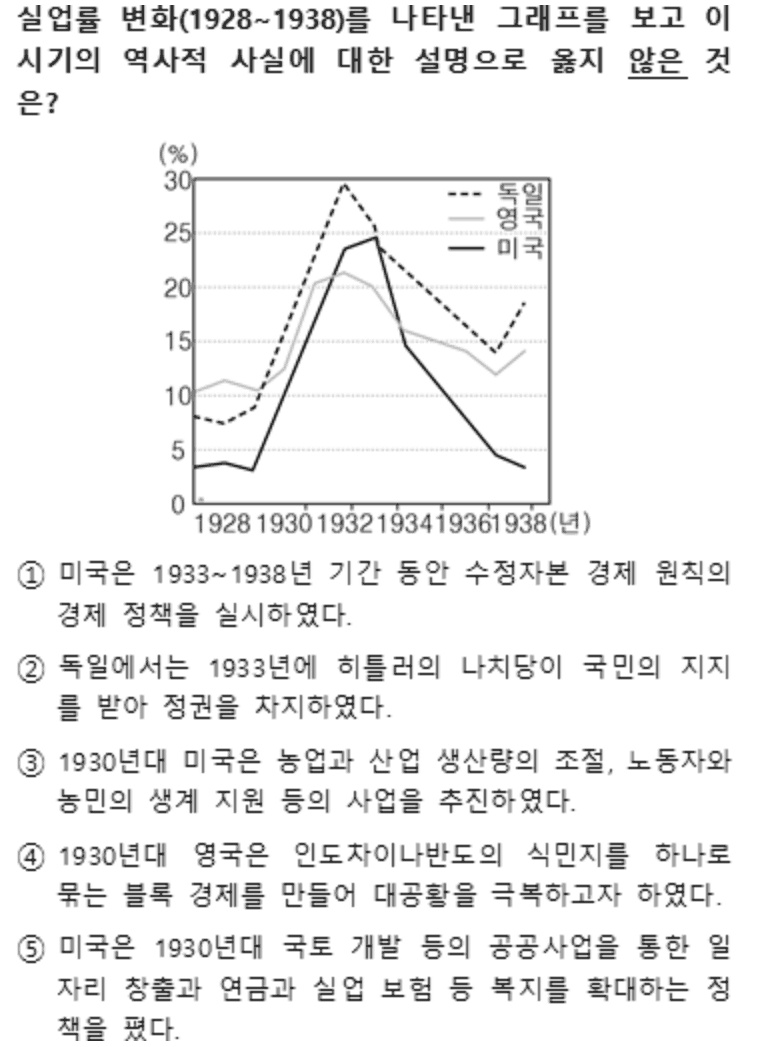 실업률 변화(1928~1938)를 나타낸 그래프를 보고 이
시기의 역사적 사실에 대한 설명으로 옳지 않은 것
은?
(%)
30
25
20
15
10
5
0
독일
영국
미국
1928 1930 1932 1934 1936 1938(년)
① 미국은 1933~1938년 기간 동안 수정자본 경제 원칙의
경제 정책을 실시하였다.
② 독일에서는 1933년에 히틀러의 나치당이 국민의 지지
를 받아 정권을 차지하였다.
③ 1930년대 미국은 농업과 산업 생산량의 조절, 노동자와
농민의 생계 지원 등의 사업을 추진하였다.
④ 1930년대 영국은 인도차이나반도의 식민지를 하나로
묶는 블록 경제를 만들어 대공황을 극복하고자 하였다.
⑤ 미국은 1930년대 국토 개발 등의 공공사업을 통한 일
자리 창출과 연금과 실업 보험 등 복지를 확대하는 정
책을 폈다.